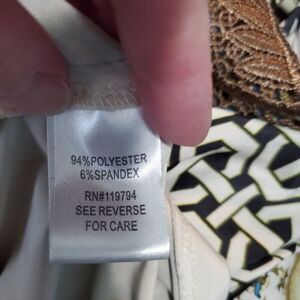 94%POLYESTER
6%SPANDEX
RN#119794
SEE REVERSE
FOR CARE